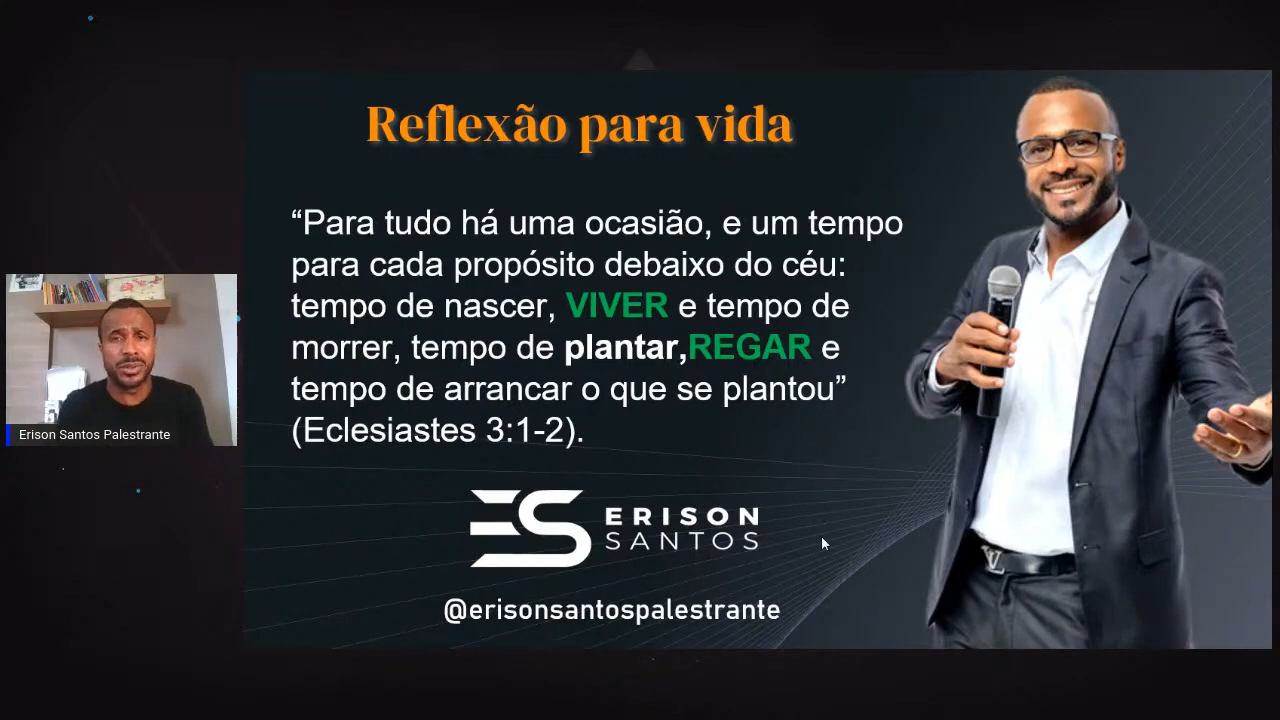 Reflexão para vida
“Para tudo há uma ocasião, e um tempo
para cada propósito debaixo do céu:
tempo de nascer, VIVER e tempo de
morrer, tempo de plantar,REGAR e
tempo de arrancar o que se plantou”
(Eclesiastes 3:1-2).
ES
ERISON
SANTOS
@erisonsantospalestrante
Erison Santos Palestrante